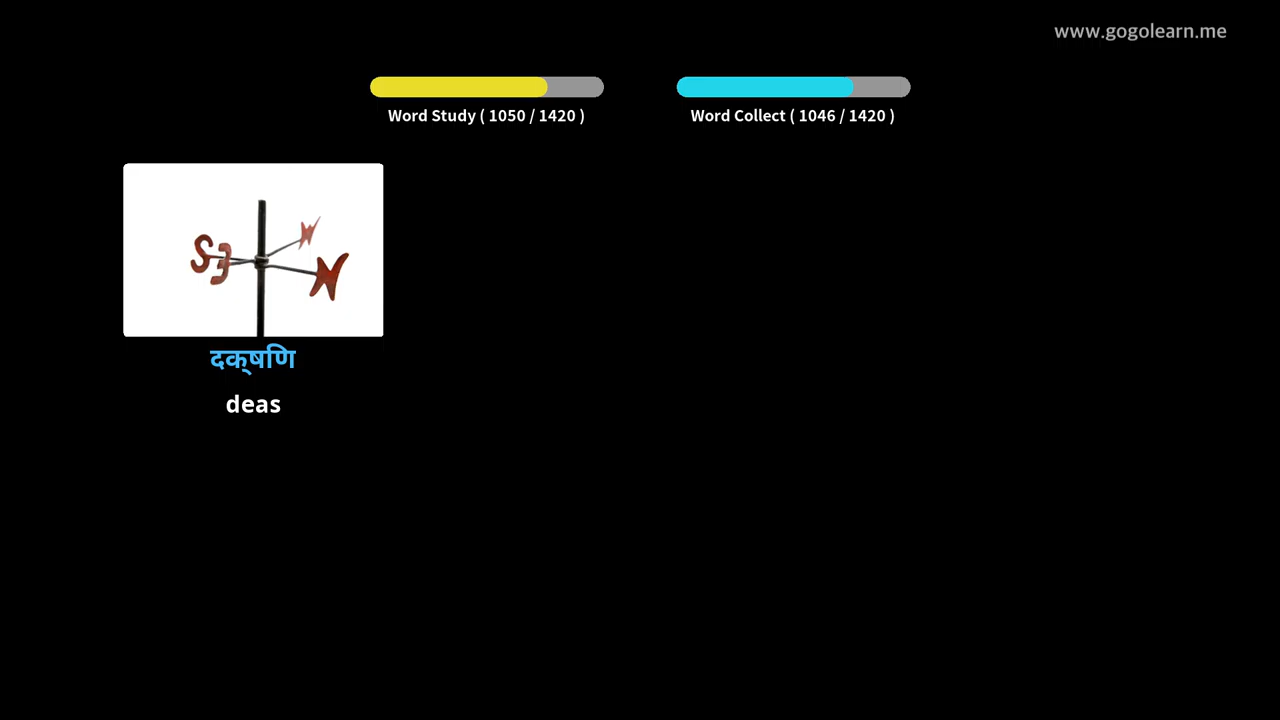 www.gogolearn.me
Word Study ( 1050 / 1420 )
Word Collect ( 1046 / 1420 )
S E N N
दक्षिण
deas